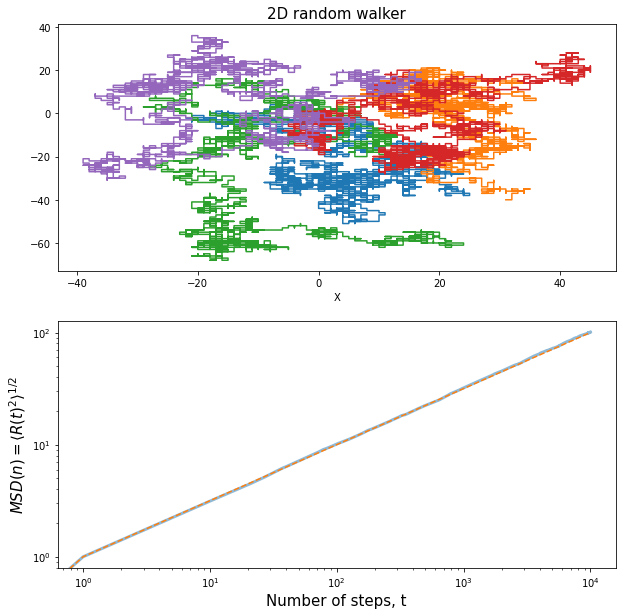 2D random walker
40
20
0
−20
−40
−60
−40 −20 0 20 40
X
MSD(n) = ⟨R(t)²⟩^{1/2}
10²
10¹
10⁰
10⁰ 10¹ 10² 10³ 10⁴
Number of steps, t